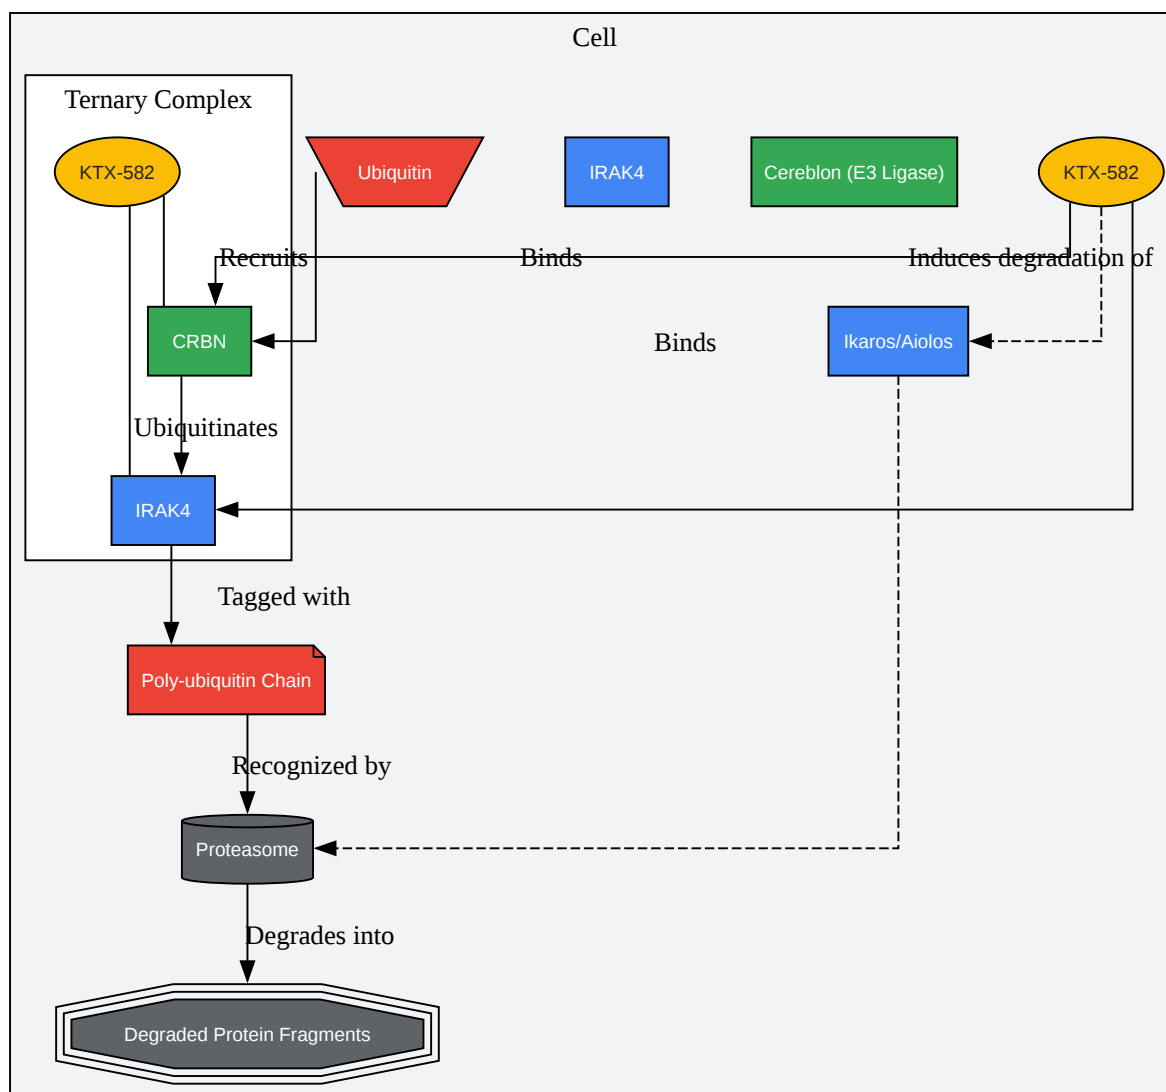 Cell
Ternary Complex
KTX-582
Ubiquitin
IRAK4
Cereblon (E3 Ligase)
KTX-582
Recruits
Binds
Induces degradation of
CRBN
Binds
Ikaros/Aiolos
Ubiquitinates
IRAK4
Tagged with
Poly-ubiquitin Chain
Recognized by
Proteasome
Degrades into
Degraded Protein Fragments